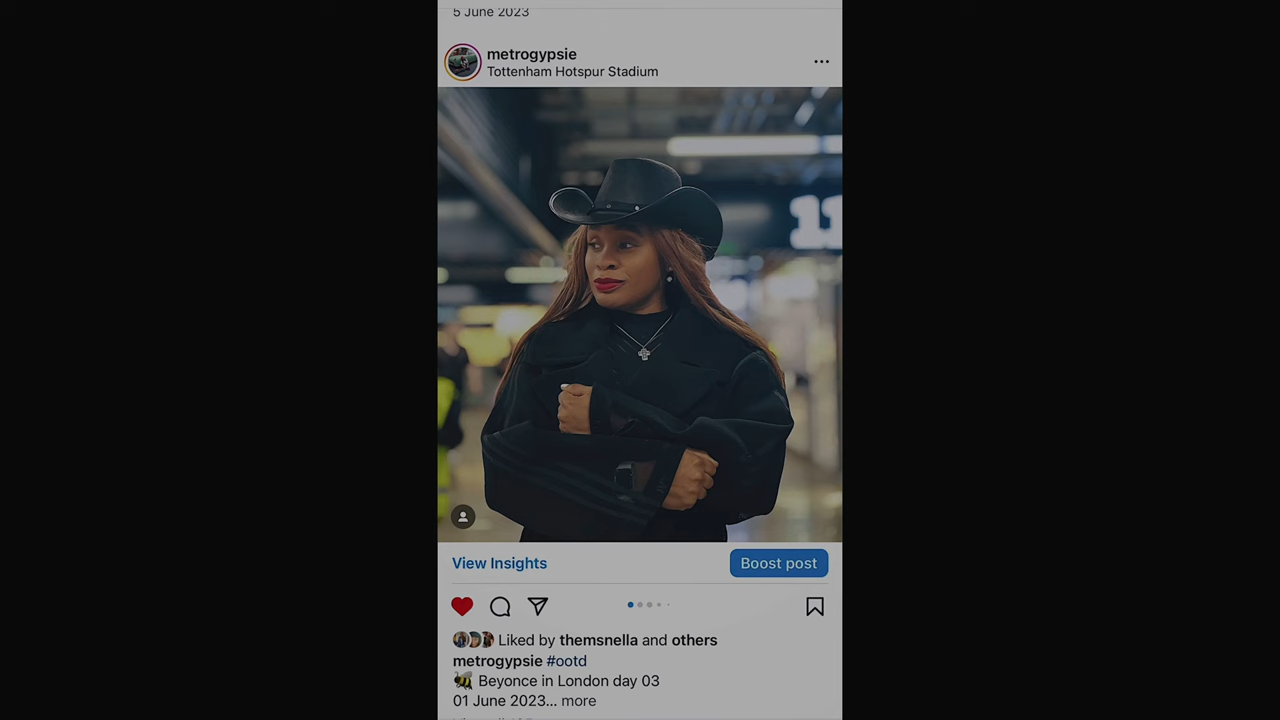 5 June 2023
metrogypsie
Tottenham Hotspur Stadium
11
View Insights
Boost post
Liked by themsnella and others
metrogypsie #ootd
🐝 Beyonce in London day 03
01 June 2023... more